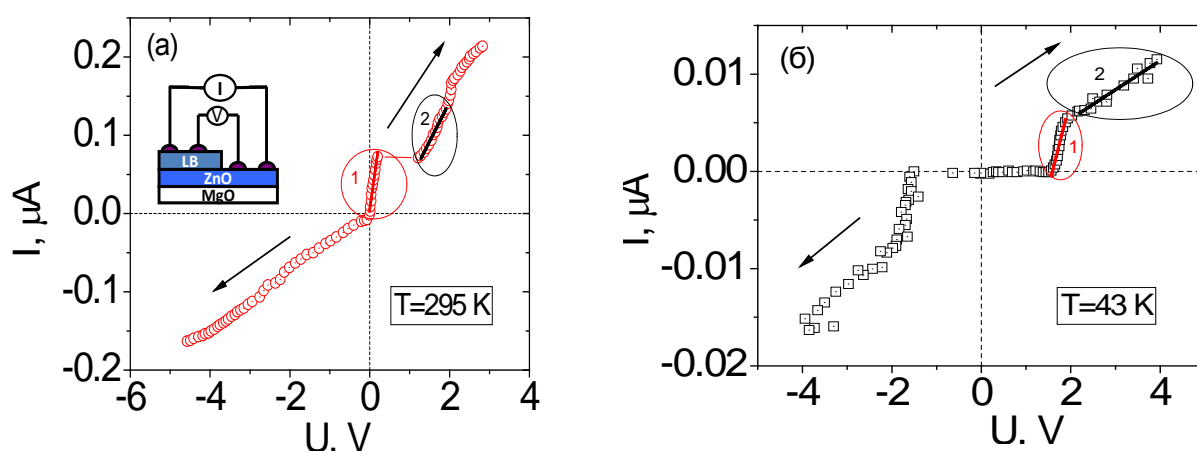 (a)
0.2
0.1
0.0
-0.1
-0.2
I, μA
I
V
LB
ZnO
MgO
1
2
T=295 K
-6 -4 -2 0 2 4
U, V
(б)
0.01
0.00
-0.01
-0.02
I, μA
2
1
T=43 K
-4 -2 0 2 4
U, V